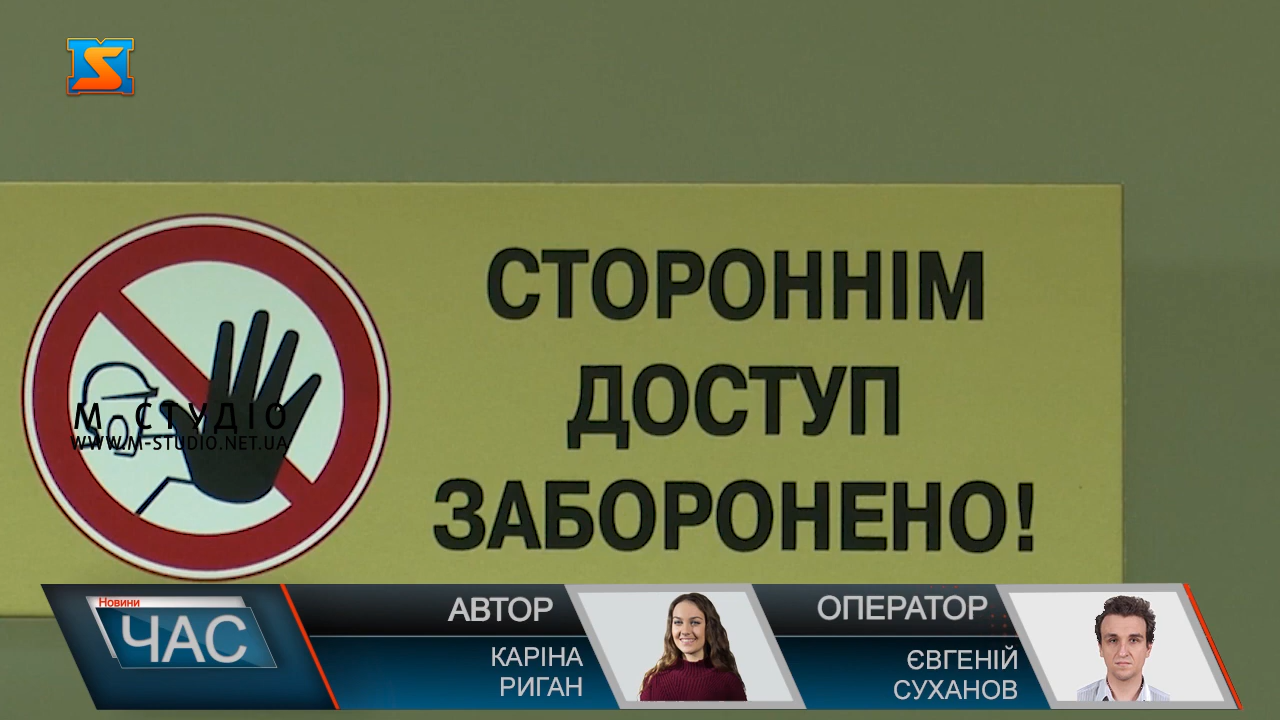 СТОРОННІМ
ДОСТУП
ЗАБОРОНЕНО!
М СТУДІО
WWW.M-STUDIO.NET.UA
Новини
ЧАС
АВТОР
КАРІНА
РИГАН
ОПЕРАТОР
ЄВГЕНІЙ
СУХАНОВ